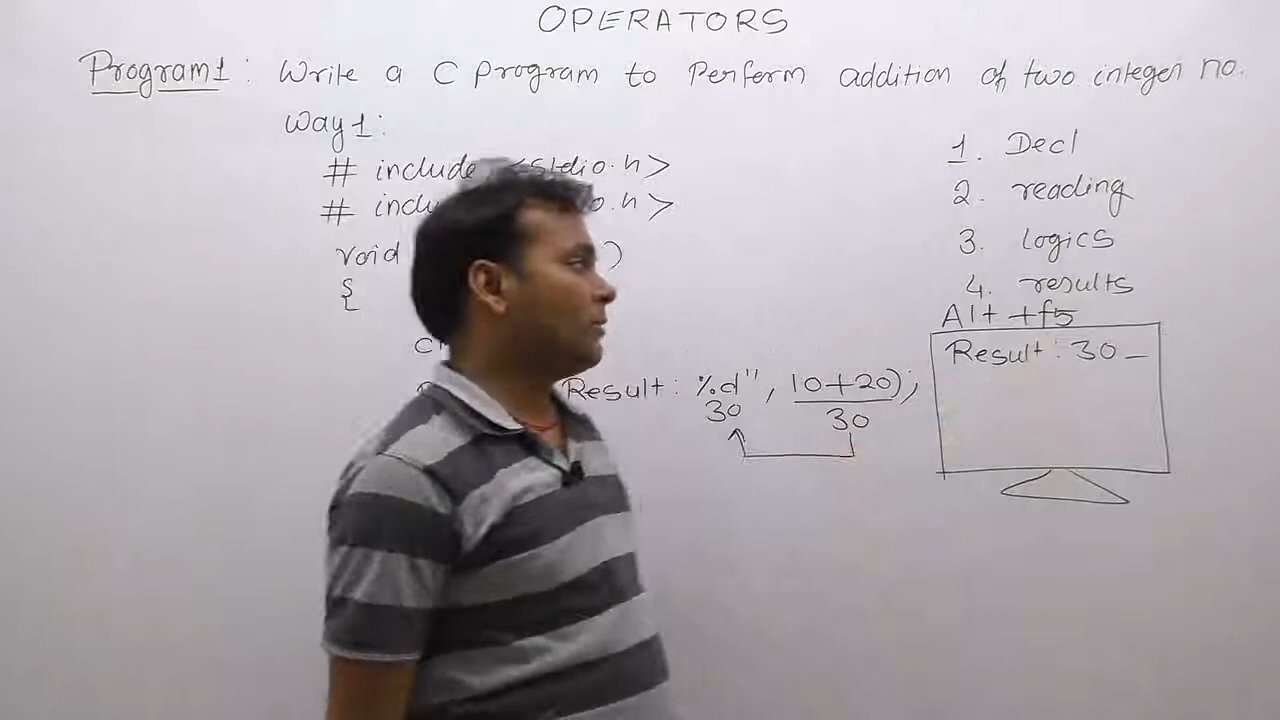 OPERATORS
Program1: Write a C Program to Perform addition of two integer no.
Way1:
# include <stdio.h>
# inclu o.h>
void )
{
Result: %d", 10+20);
30 30
1. Decl
2. reading
3. logics
4. results
Alt+f5
Result: 30_